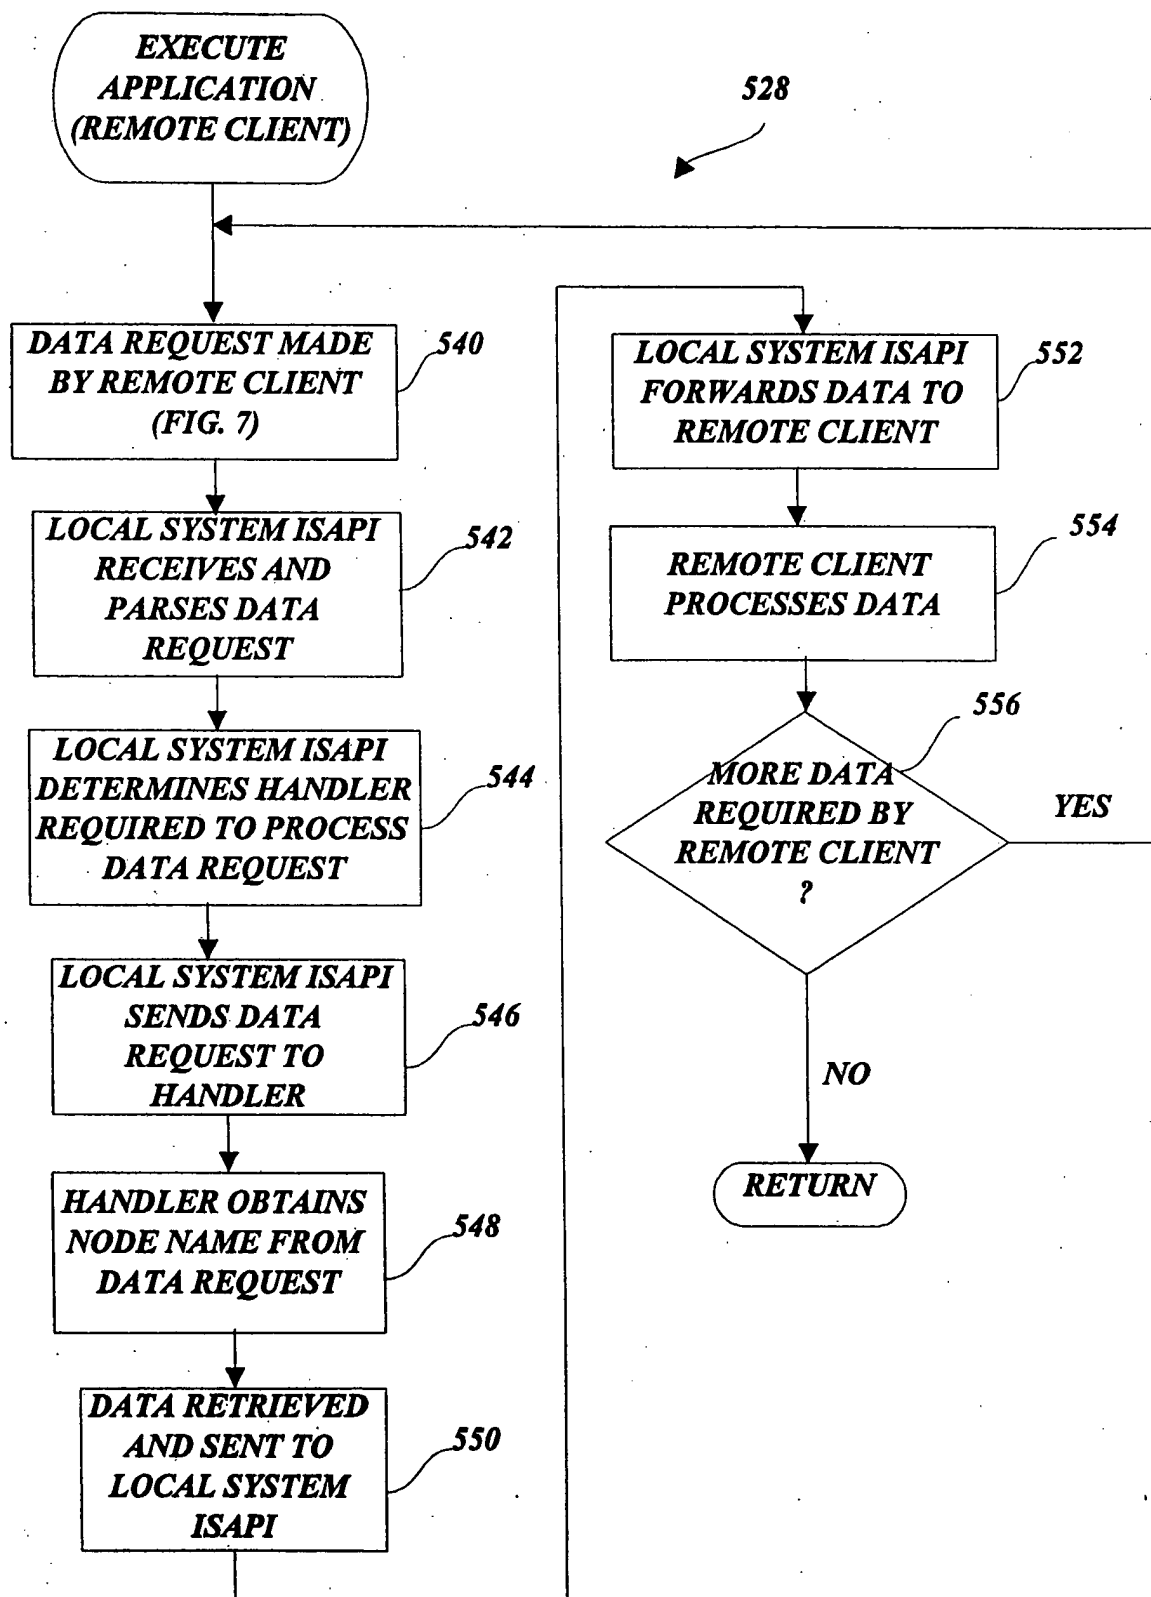 EXECUTE
APPLICATION
(REMOTE CLIENT)
528
DATA REQUEST MADE
BY REMOTE CLIENT
(FIG. 7)
540
LOCAL SYSTEM ISAPI
RECEIVES AND
PARSES DATA
REQUEST
542
LOCAL SYSTEM ISAPI
DETERMINES HANDLER
REQUIRED TO PROCESS
DATA REQUEST
544
LOCAL SYSTEM ISAPI
SENDS DATA
REQUEST TO
HANDLER
546
HANDLER OBTAINS
NODE NAME FROM
DATA REQUEST
548
DATA RETRIEVED
AND SENT TO
LOCAL SYSTEM
ISAPI
550
LOCAL SYSTEM ISAPI
FORWARDS DATA TO
REMOTE CLIENT
552
REMOTE CLIENT
PROCESSES DATA
554
MORE DATA
REQUIRED BY
REMOTE CLIENT
?
556
YES
NO
RETURN